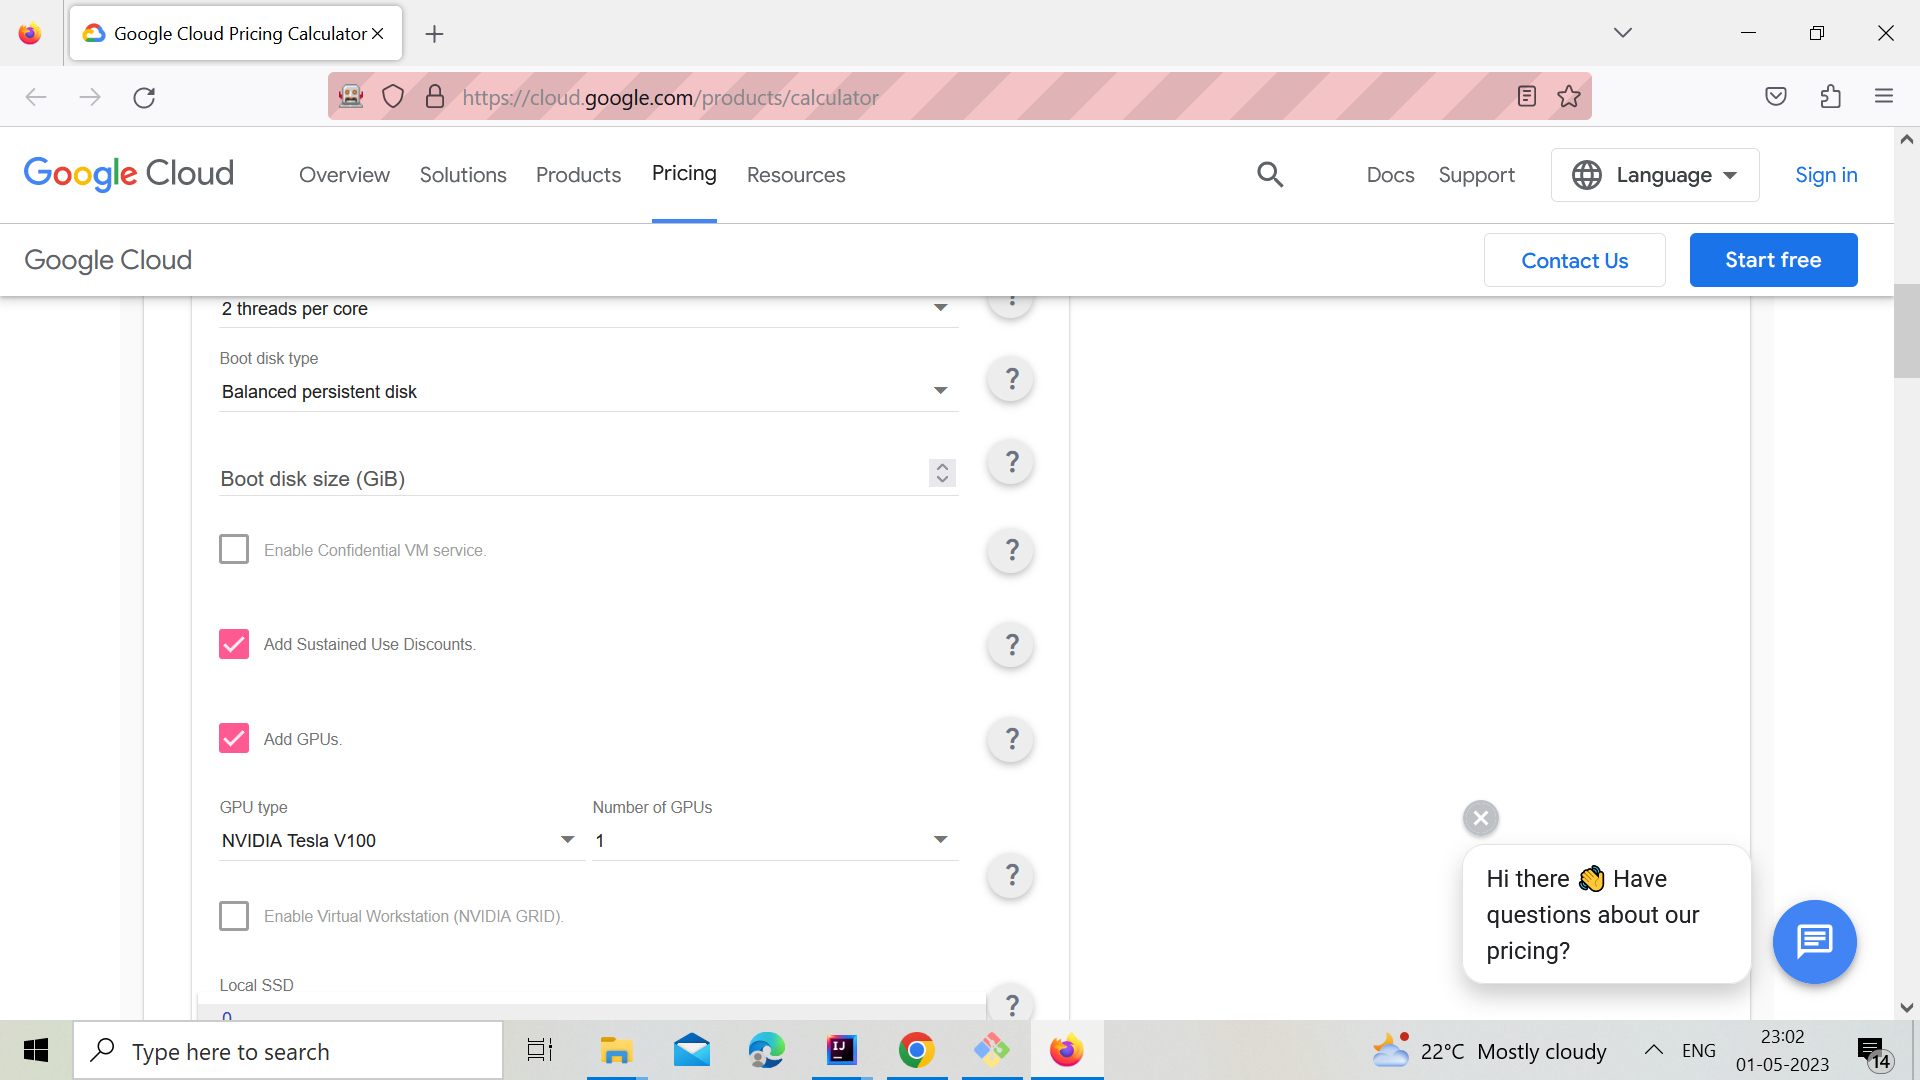 Google Cloud Pricing Calculator
https://cloud.google.com/products/calculator
Google Cloud
Overview
Solutions
Products
Pricing
Resources
Docs
Support
Language
Sign in
Google Cloud
Contact Us
Start free
2 threads per core
?
Boot disk type
Balanced persistent disk
?
Boot disk size (GiB)
?
Enable Confidential VM service.
?
Add Sustained Use Discounts.
?
Add GPUs.
?
GPU type
Number of GPUs
NVIDIA Tesla V100
1
?
Enable Virtual Workstation (NVIDIA GRID).
Local SSD
0
?
Hi there 👋 Have
questions about our
pricing?
Type here to search
IJ
22°C Mostly cloudy
ENG
23:02
01-05-2023
14